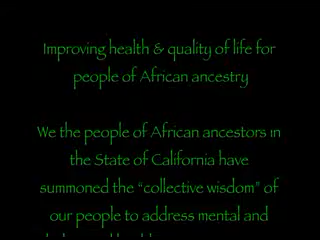 Improving health & quality of life for
people of African ancestry
We the people of African ancestors in
the State of California have
summoned the “collective wisdom” of
our people to address mental and